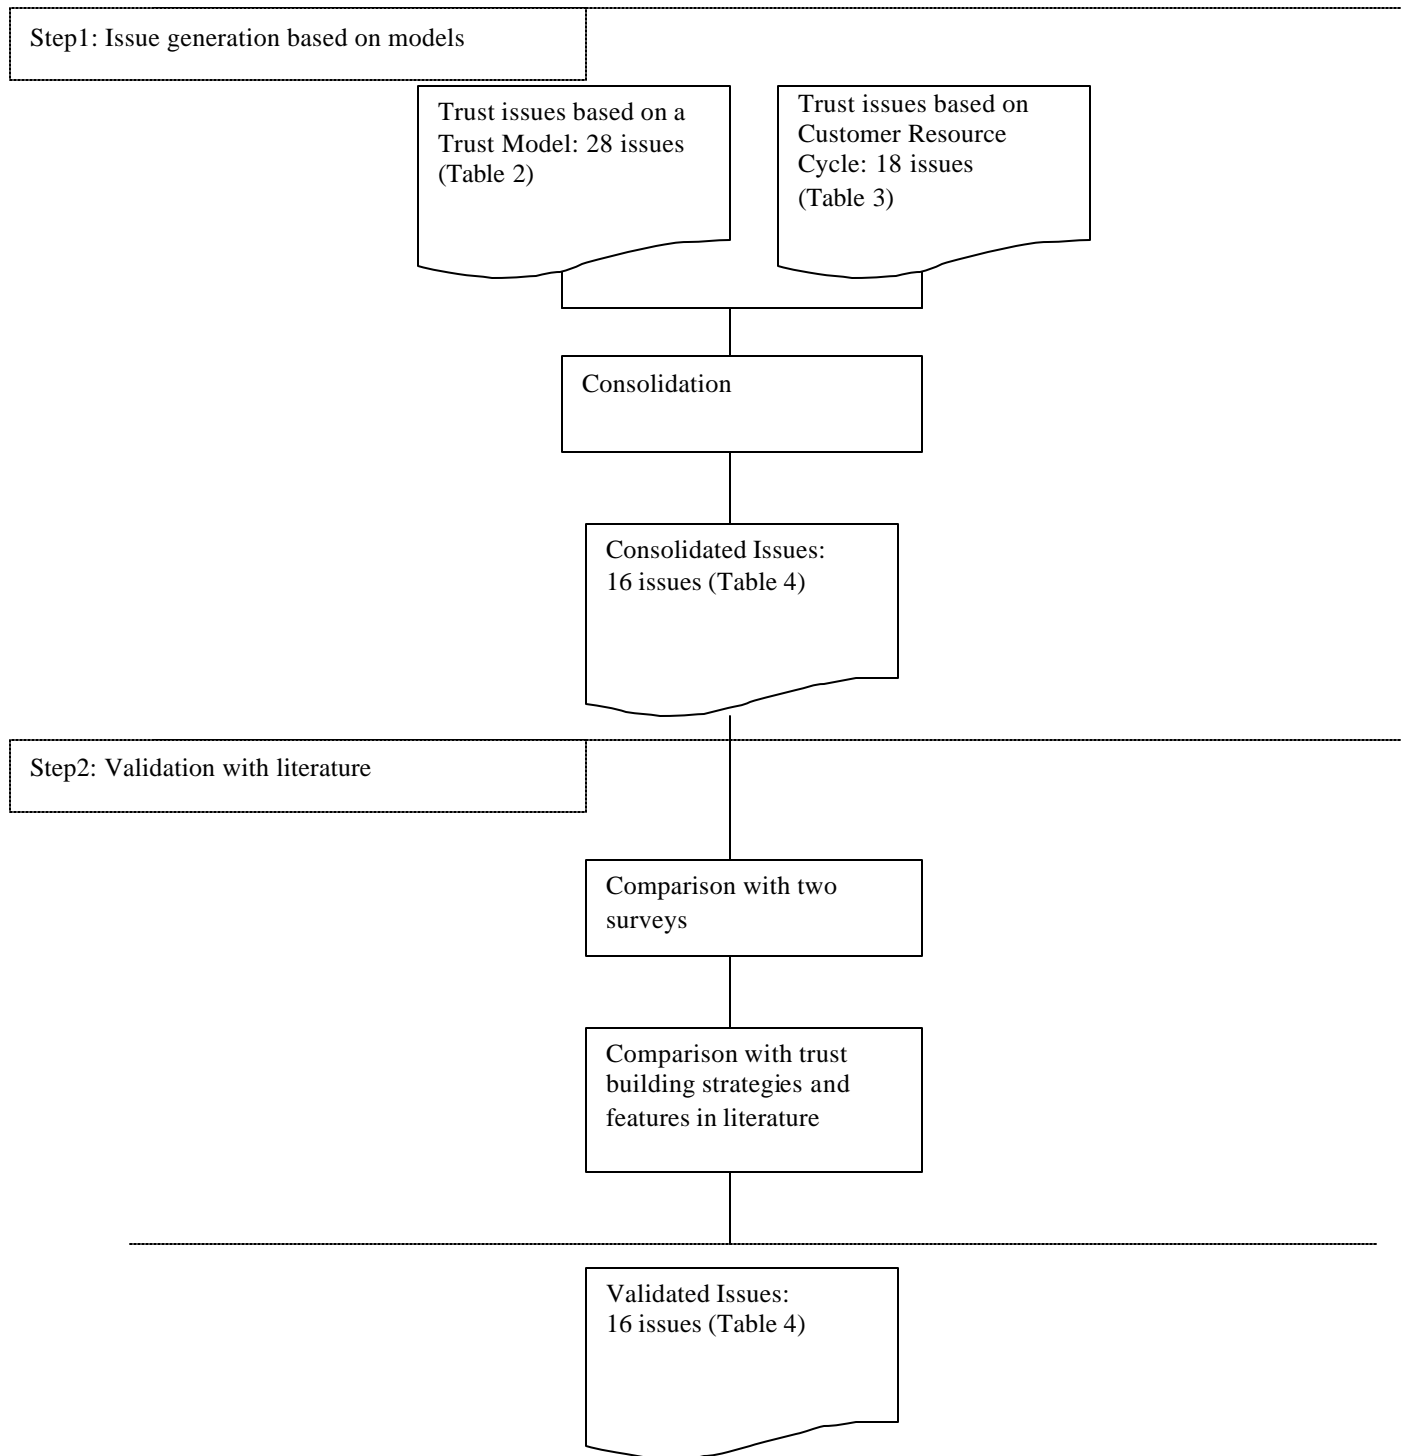 Step1: Issue generation based on models
Trust issues based on a
Trust Model: 28 issues
(Table 2)
Trust issues based on
Customer Resource
Cycle: 18 issues
(Table 3)
Consolidation
Consolidated Issues:
16 issues (Table 4)
Step2: Validation with literature
Comparison with two
surveys
Comparison with trust
building strategies and
features in literature
Validated Issues:
16 issues (Table 4)